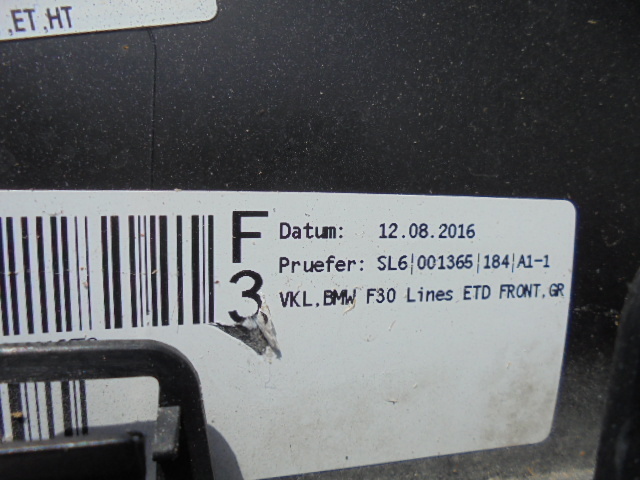 ,ET,HT
F
3
Datum: 12.08.2016
Pruefer: SL6|001365|184|A1-1
VKL,BMW F30 Lines ETD FRONT,GR